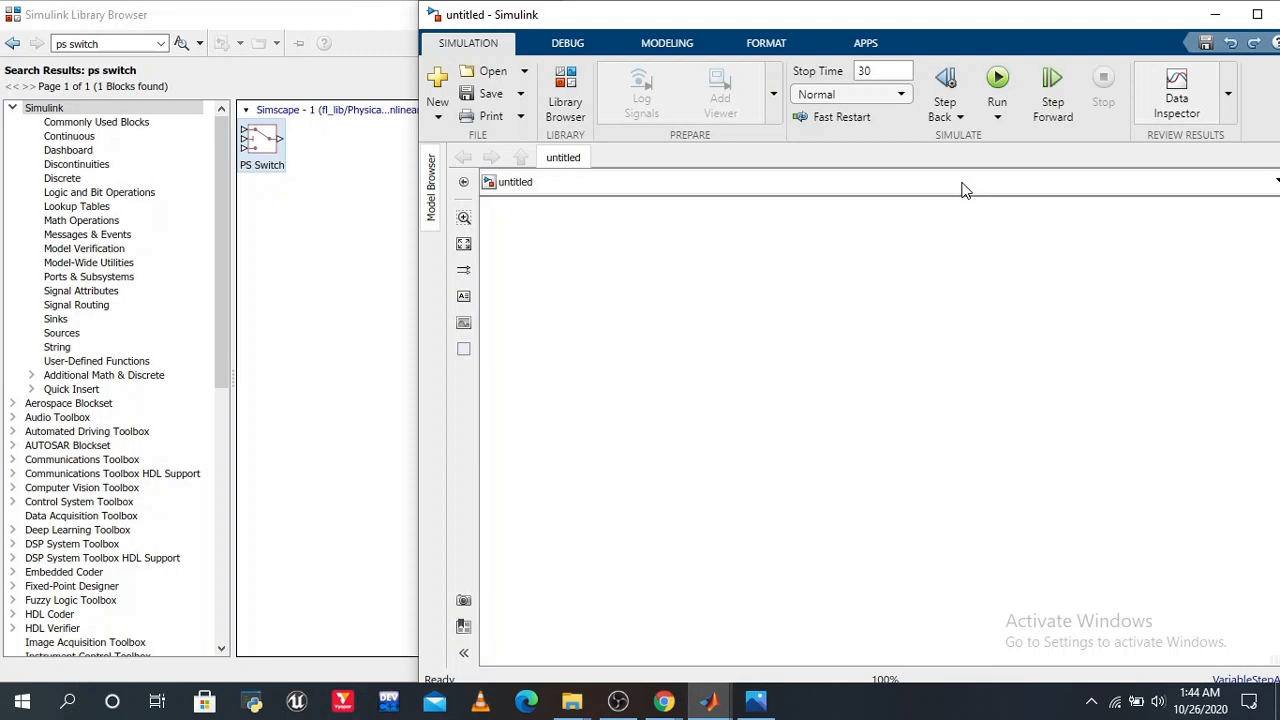 Simulink Library Browser
ps switch
Search Results: ps switch
< < > > Page 1 of 1 (1 Blocks found)
Simulink
Commonly Used Blocks
Continuous
Dashboard
Discontinuities
Discrete
Logic and Bit Operations
Lookup Tables
Math Operations
Messages & Events
Model Verification
Model-Wide Utilities
Ports & Subsystems
Signal Attributes
Signal Routing
Sinks
Sources
String
User-Defined Functions
Additional Math & Discrete
Quick Insert
Aerospace Blockset
Audio Toolbox
Automated Driving Toolbox
AUTOSAR Blockset
Communications Toolbox
Communications Toolbox HDL Support
Computer Vision Toolbox
Control System Toolbox
Data Acquisition Toolbox
Deep Learning Toolbox
DSP System Toolbox
DSP System Toolbox HDL Support
Embedded Coder
Fixed-Point Designer
Fuzzy Logic Toolbox
HDL Coder
HDL Verifier
Image Acquisition Toolbox
Instrument Control Toolbox
Simscape - 1 (fl_lib/Physica...nlinear
PS Switch
untitled - Simulink
SIMULATION DEBUG MODELING FORMAT APPS
New
Open
Save
Print
FILE
Library
Browser
LIBRARY
Log
Signals
Add
Viewer
PREPARE
Stop Time 30
Normal
Fast Restart
Step
Back
Run
Step
Forward
Stop
SIMULATE
Data
Inspector
REVIEW RESULTS
untitled
Model Browser
untitled
Activate Windows
Go to Settings to activate Windows.
Ready 100% VariableStepA
DEV
1:44 AM
10/26/2020